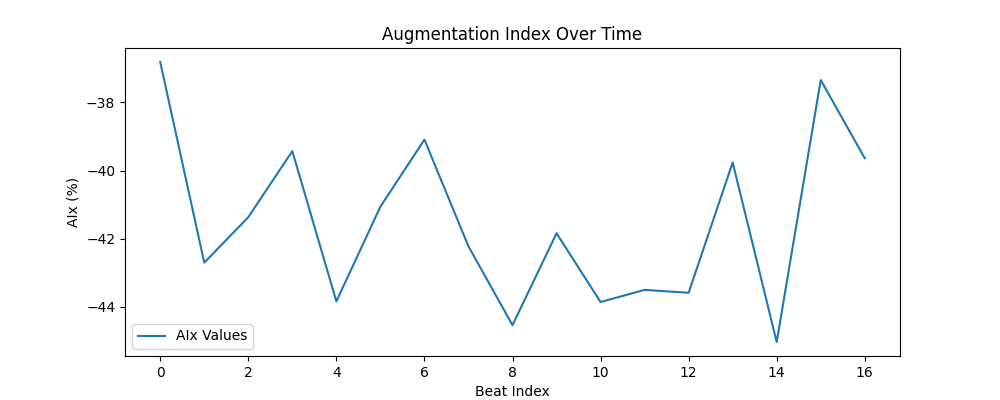 Augmentation Index Over Time
AIx (%)
−38
−40
−42
−44
AIx Values
0 2 4 6 8 10 12 14 16
Beat Index